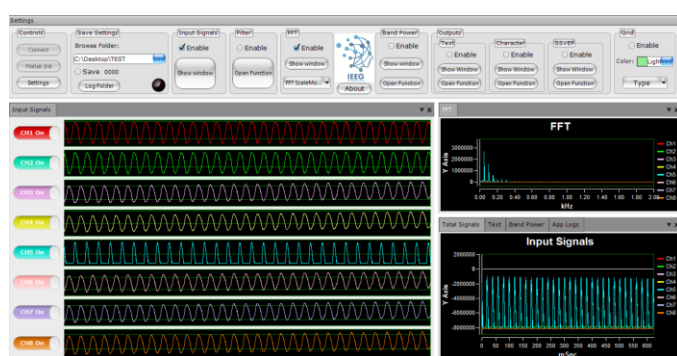 Settings
Controls
Connect
Matlab Init
Settings
Save Settings
Browse Folder:
C:\Desktop\TEST
Save 0000
Log Folder
Input Signals
Enable
Show window
Filter
Enable
Open Function
FFT
Enable
Show window
FFT ScaleMo...
IEEG
About
Band Power
Enable
Show window
Open Function
Outputs
Text
Enable
Show Window
Open Function
Character
Enable
Show Window
Open Function
SSVEP
Enable
Show Window
Open Function
Grid
Enable
Color: Light
Type
Input Signals
CH1 On
CH2 On
CH3 On
CH4 On
CH5 On
CH6 On
CH7 On
CH8 On
FFT
FFT
Y Axis
3000000
2000000
1000000
0
0.00 0.20 0.40 0.60 0.80 1.00 1.20 1.40 1.60 1.80 2.00
kHz
Ch1
Ch2
Ch3
Ch4
Ch5
Ch6
Ch7
Ch8
Total Signals Text Band Power App Logs
Input Signals
Y Axis
2000000
0
-2000000
-4000000
-6000000
-8000000
0 50 100 150 200 250 300 350 400 450 500 550 600
mSec
Ch1
Ch2
Ch3
Ch4
Ch5
Ch6
Ch7
Ch8